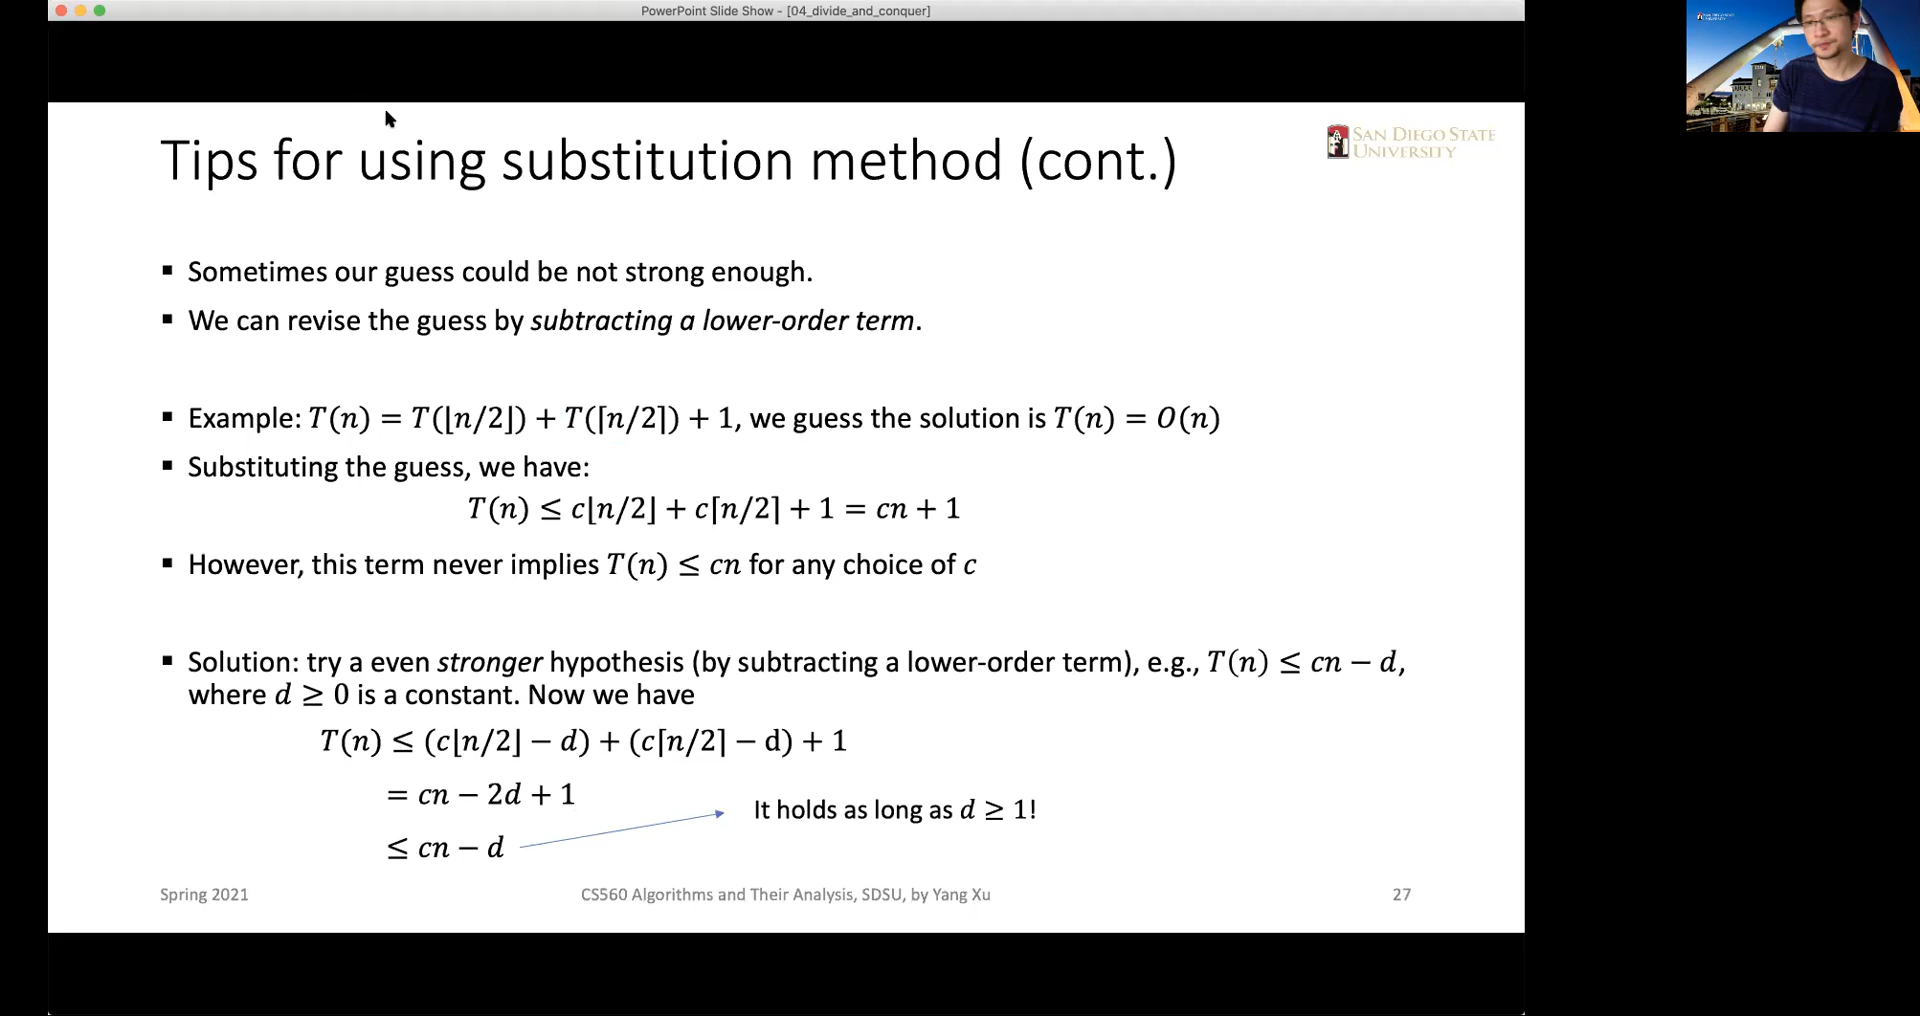 PowerPoint Slide Show - [04_divide_and_conquer]
Tips for using substitution method (cont.)
SAN DIEGO STATE
UNIVERSITY
▪ Sometimes our guess could be not strong enough.
▪ We can revise the guess by subtracting a lower-order term.
▪ Example: T(n) = T(⌊n/2⌋) + T(⌈n/2⌉) + 1, we guess the solution is T(n) = O(n)
▪ Substituting the guess, we have:
T(n) ≤ c⌊n/2⌋ + c⌈n/2⌉ + 1 = cn + 1
▪ However, this term never implies T(n) ≤ cn for any choice of c
▪ Solution: try a even stronger hypothesis (by subtracting a lower-order term), e.g., T(n) ≤ cn − d,
where d ≥ 0 is a constant. Now we have
T(n) ≤ (c⌊n/2⌋ − d) + (c⌈n/2⌉ − d) + 1
= cn − 2d + 1
It holds as long as d ≥ 1!
≤ cn − d
Spring 2021
CS560 Algorithms and Their Analysis, SDSU, by Yang Xu
27